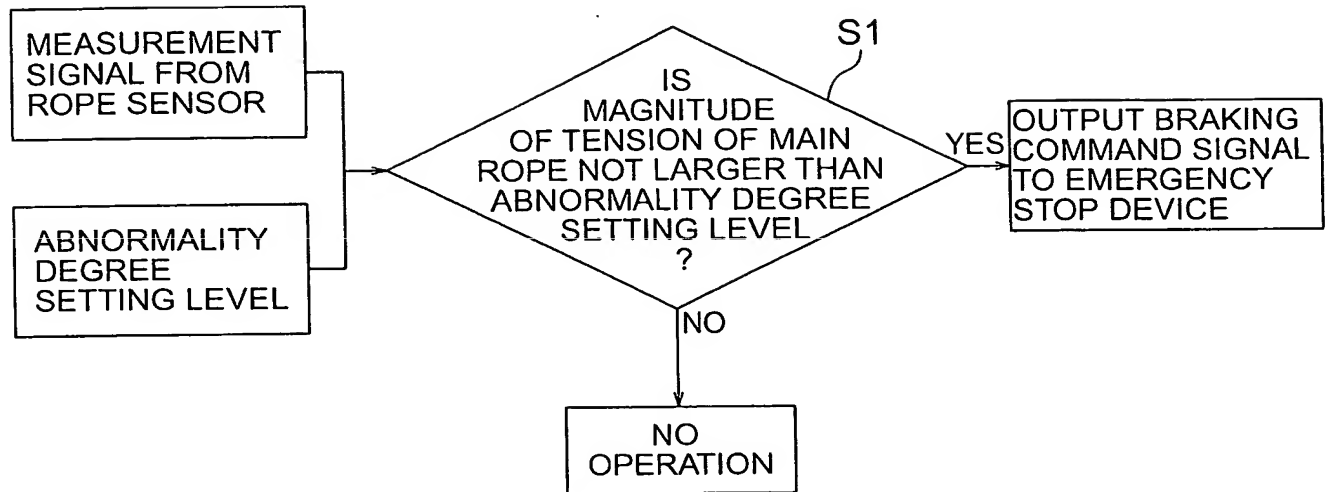 MEASUREMENT
SIGNAL FROM
ROPE SENSOR
ABNORMALITY
DEGREE
SETTING LEVEL
S1
IS
MAGNITUDE
OF TENSION OF MAIN
ROPE NOT LARGER THAN
ABNORMALITY DEGREE
SETTING LEVEL
?
YES
OUTPUT BRAKING
COMMAND SIGNAL
TO EMERGENCY
STOP DEVICE
NO
NO
OPERATION